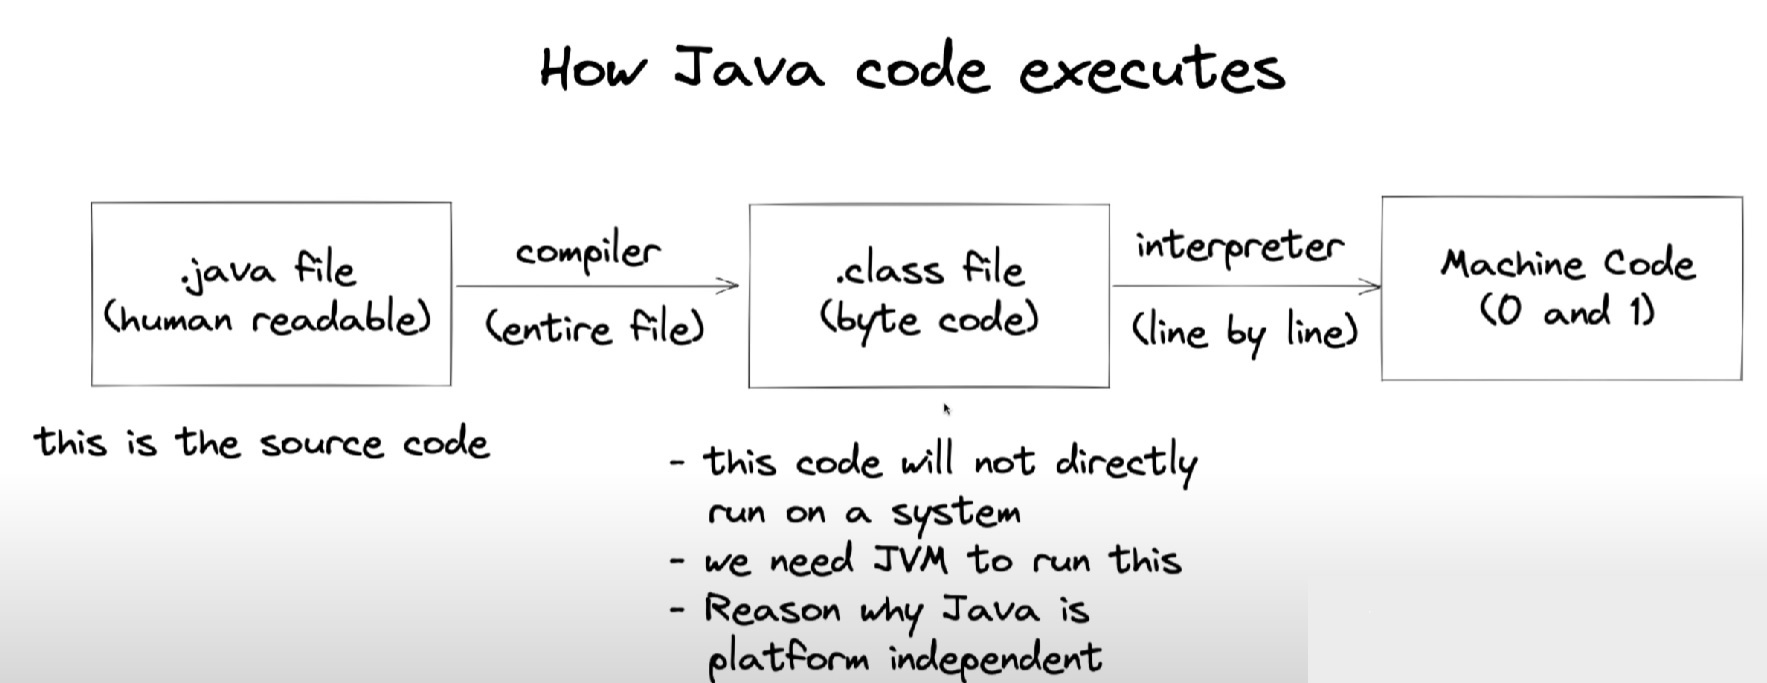 How Java code executes
.java file
(human readable)
compiler
(entire file)
.class file
(byte code)
interpreter
(line by line)
Machine Code
(0 and 1)
this is the source code
- this code will not directly
run on a system
- we need JVM to run this
- Reason why Java is
platform independent